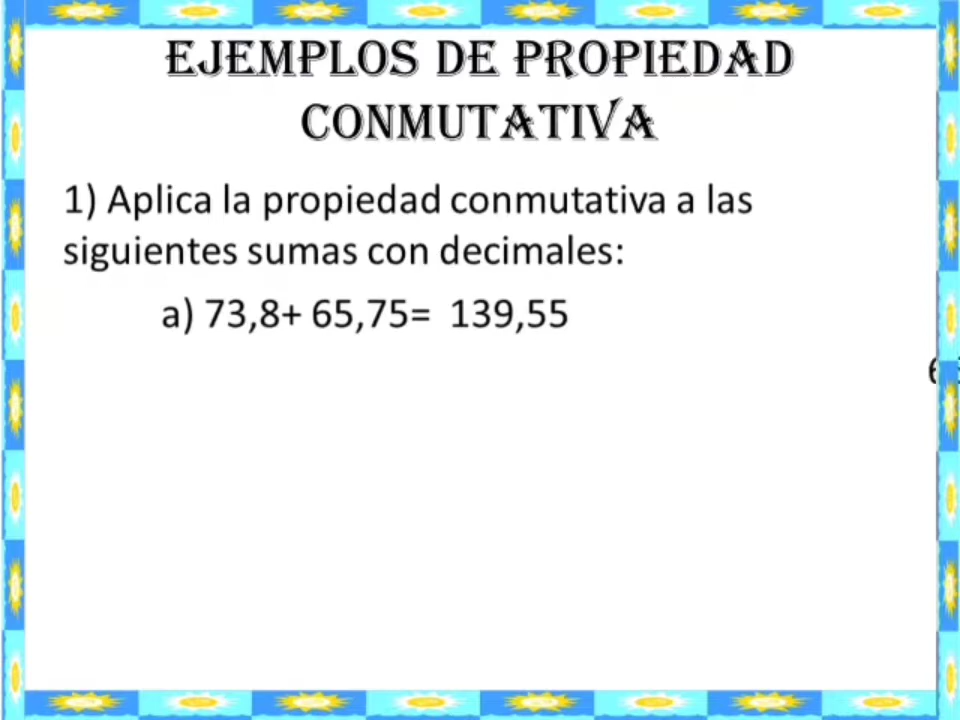 EJEMPLOS DE PROPIEDAD
CONMUTATIVA
1) Aplica la propiedad conmutativa a las
siguientes sumas con decimales:
a) 73,8+ 65,75= 139,55